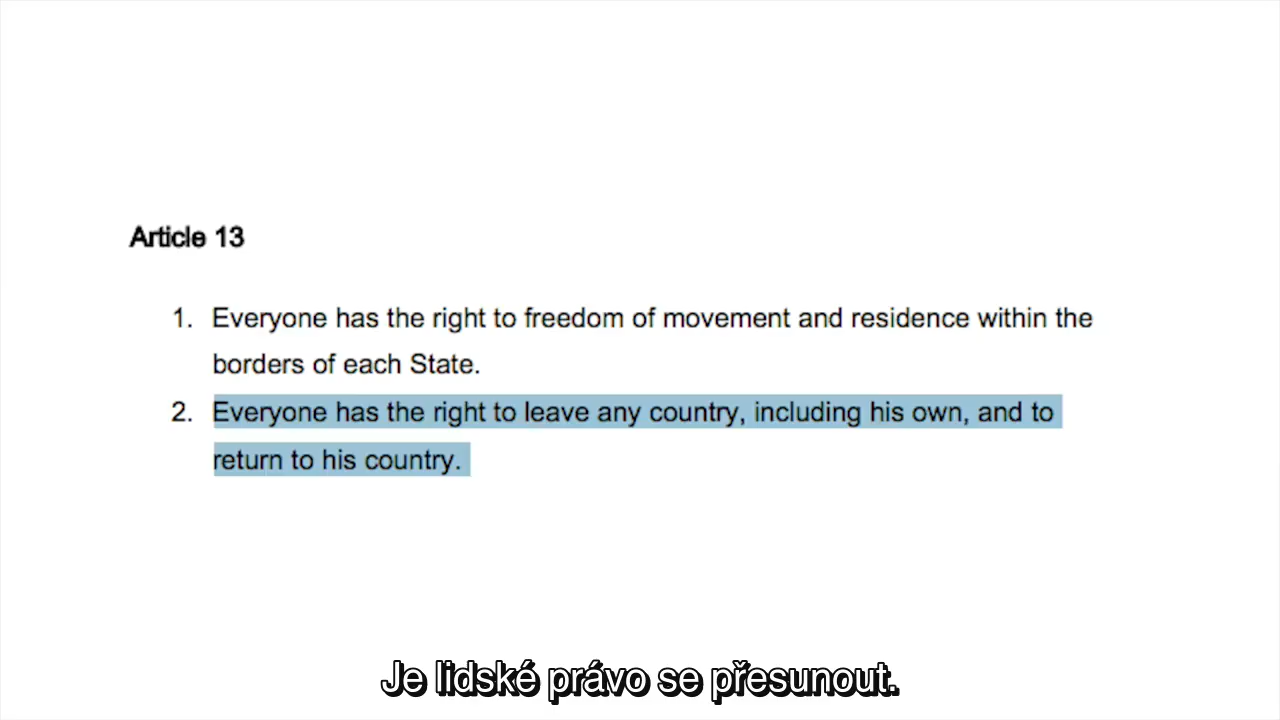 Article 13
1. Everyone has the right to freedom of movement and residence within the
borders of each State.
2. Everyone has the right to leave any country, including his own, and to
return to his country.
Je lidské právo se přesunout.